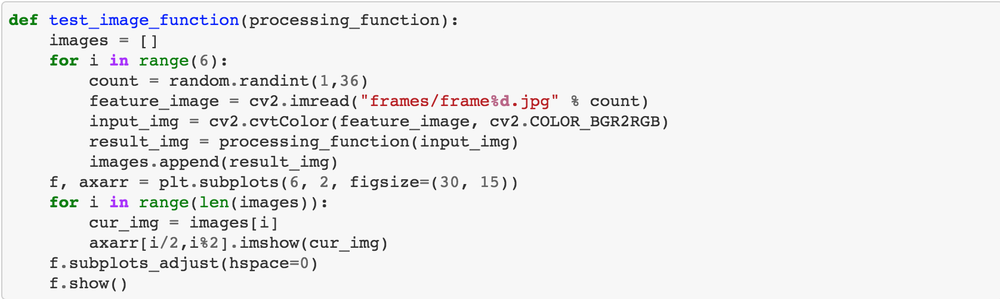 def test_image_function(processing_function):
    images = []
    for i in range(6):
        count = random.randint(1,36)
        feature_image = cv2.imread("frames/frame%d.jpg" % count)
        input_img = cv2.cvtColor(feature_image, cv2.COLOR_BGR2RGB)
        result_img = processing_function(input_img)
        images.append(result_img)
    f, axarr = plt.subplots(6, 2, figsize=(30, 15))
    for i in range(len(images)):
        cur_img = images[i]
        axarr[i/2,i%2].imshow(cur_img)
    f.subplots_adjust(hspace=0)
    f.show()